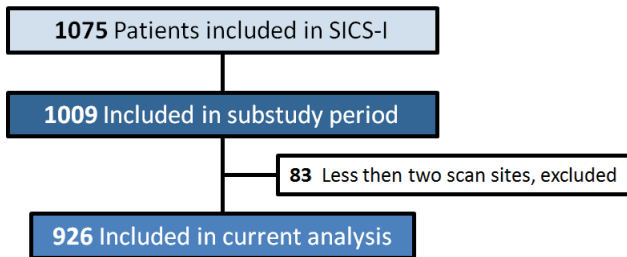 1075 Patients included in SICS-I
1009 Included in substudy period
83 Less then two scan sites, excluded
926 Included in current analysis